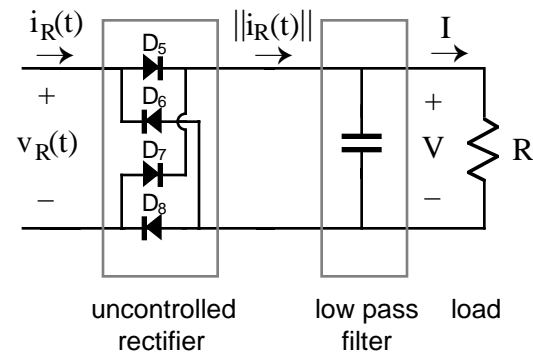 i_R(t)
D5
||i_R(t)||
I
+
D6
+
v_R(t)
D7
V
R
−
D8
−
uncontrolled
rectifier
low pass
filter
load